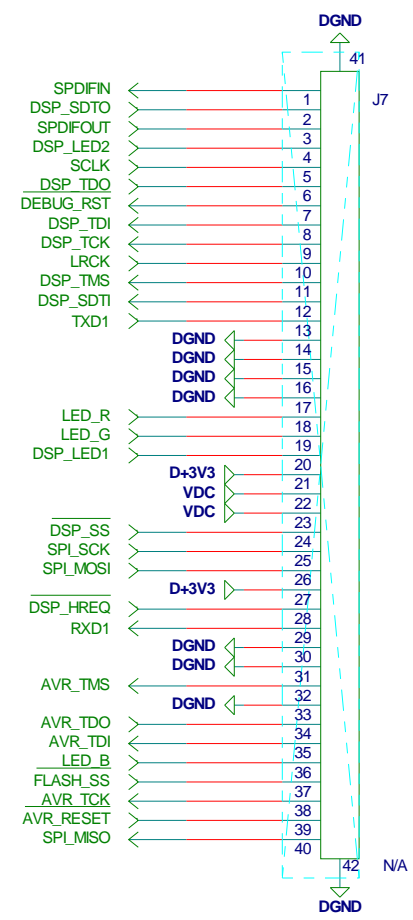 DGND
41
J7
SPDIFIN 1
DSP_SDTO 2
SPDIFOUT 3
DSP_LED2 4
SCLK 5
DSP_TDO 6
DEBUG_RST 7
DSP_TDI 8
DSP_TCK 9
LRCK 10
DSP_TMS 11
DSP_SDTI 12
TXD1 13
DGND 14
DGND 15
DGND 16
DGND 17
LED_R 18
LED_G 19
DSP_LED1 20
D+3V3 21
VDC 22
VDC 23
DSP_SS 24
SPI_SCK 25
SPI_MOSI 26
D+3V3 27
DSP_HREQ 28
RXD1 29
DGND 30
DGND 31
AVR_TMS 32
DGND 33
AVR_TDO 34
AVR_TDI 35
LED_B 36
FLASH_SS 37
AVR_TCK 38
AVR_RESET 39
SPI_MISO 40
42 N/A
DGND